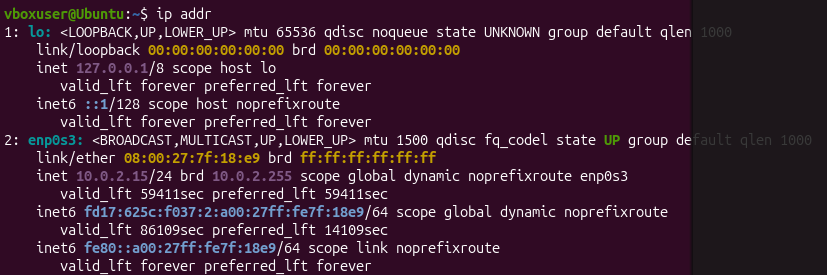 vboxuser@Ubuntu:~$ ip addr
1: lo: <LOOPBACK,UP,LOWER_UP> mtu 65536 qdisc noqueue state UNKNOWN group default qlen 1000
    link/loopback 00:00:00:00:00:00 brd 00:00:00:00:00:00
    inet 127.0.0.1/8 scope host lo
       valid_lft forever preferred_lft forever
    inet6 ::1/128 scope host noprefixroute
       valid_lft forever preferred_lft forever
2: enp0s3: <BROADCAST,MULTICAST,UP,LOWER_UP> mtu 1500 qdisc fq_codel state UP group default qlen 1000
    link/ether 08:00:27:7f:18:e9 brd ff:ff:ff:ff:ff:ff
    inet 10.0.2.15/24 brd 10.0.2.255 scope global dynamic noprefixroute enp0s3
       valid_lft 59411sec preferred_lft 59411sec
    inet6 fd17:625c:f037:2:a00:27ff:fe7f:18e9/64 scope global dynamic noprefixroute
       valid_lft 86109sec preferred_lft 14109sec
    inet6 fe80::a00:27ff:fe7f:18e9/64 scope link noprefixroute
       valid_lft forever preferred_lft forever